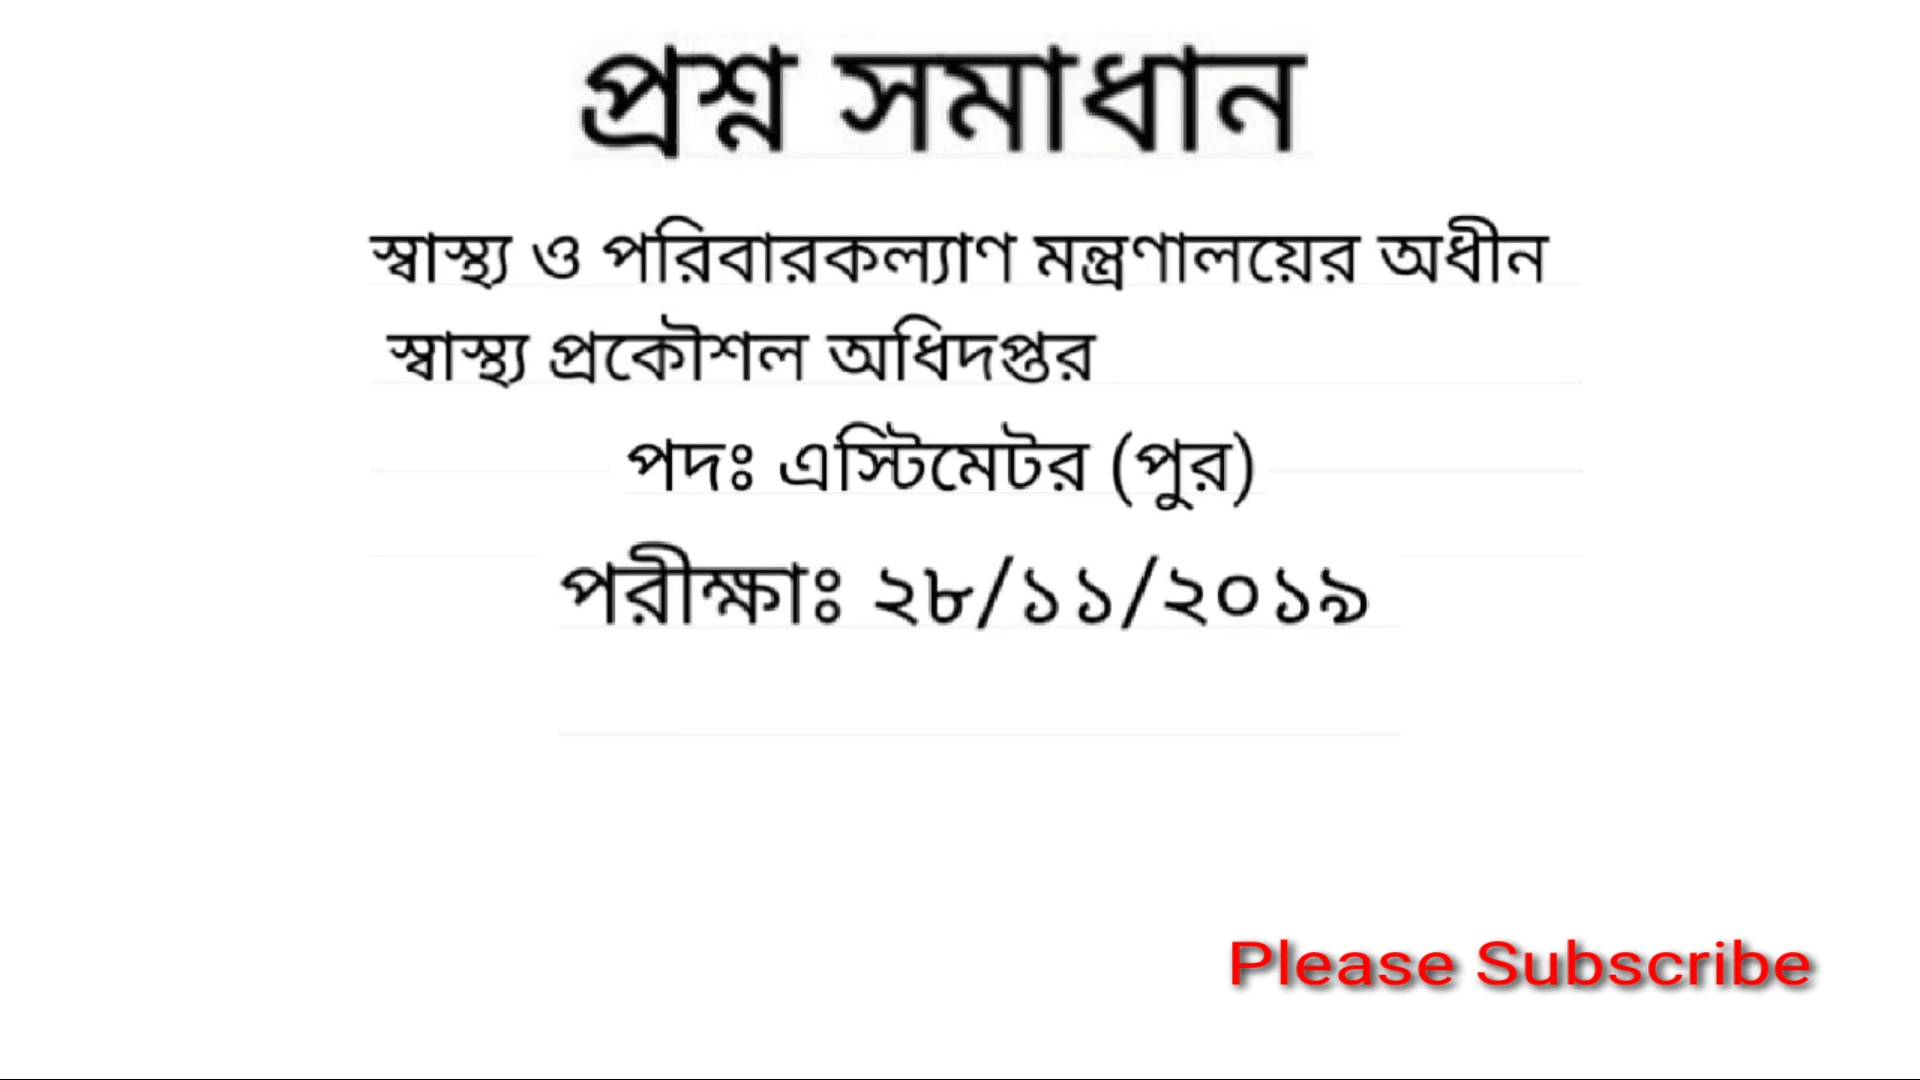 প্রশ্ন সমাধান
স্বাস্থ্য ও পরিবারকল্যাণ মন্ত্রণালয়ের অধীন
স্বাস্থ্য প্রকৌশল অধিদপ্তর
পদঃ এস্টিমেটর (পুর)
পরীক্ষাঃ ২৮/১১/২০১৯
Please Subscribe